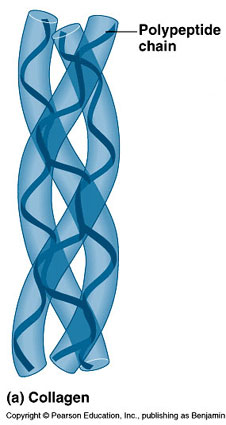 Polypeptide
chain
(a) Collagen
Copyright © Pearson Education, Inc., publishing as Benjamin